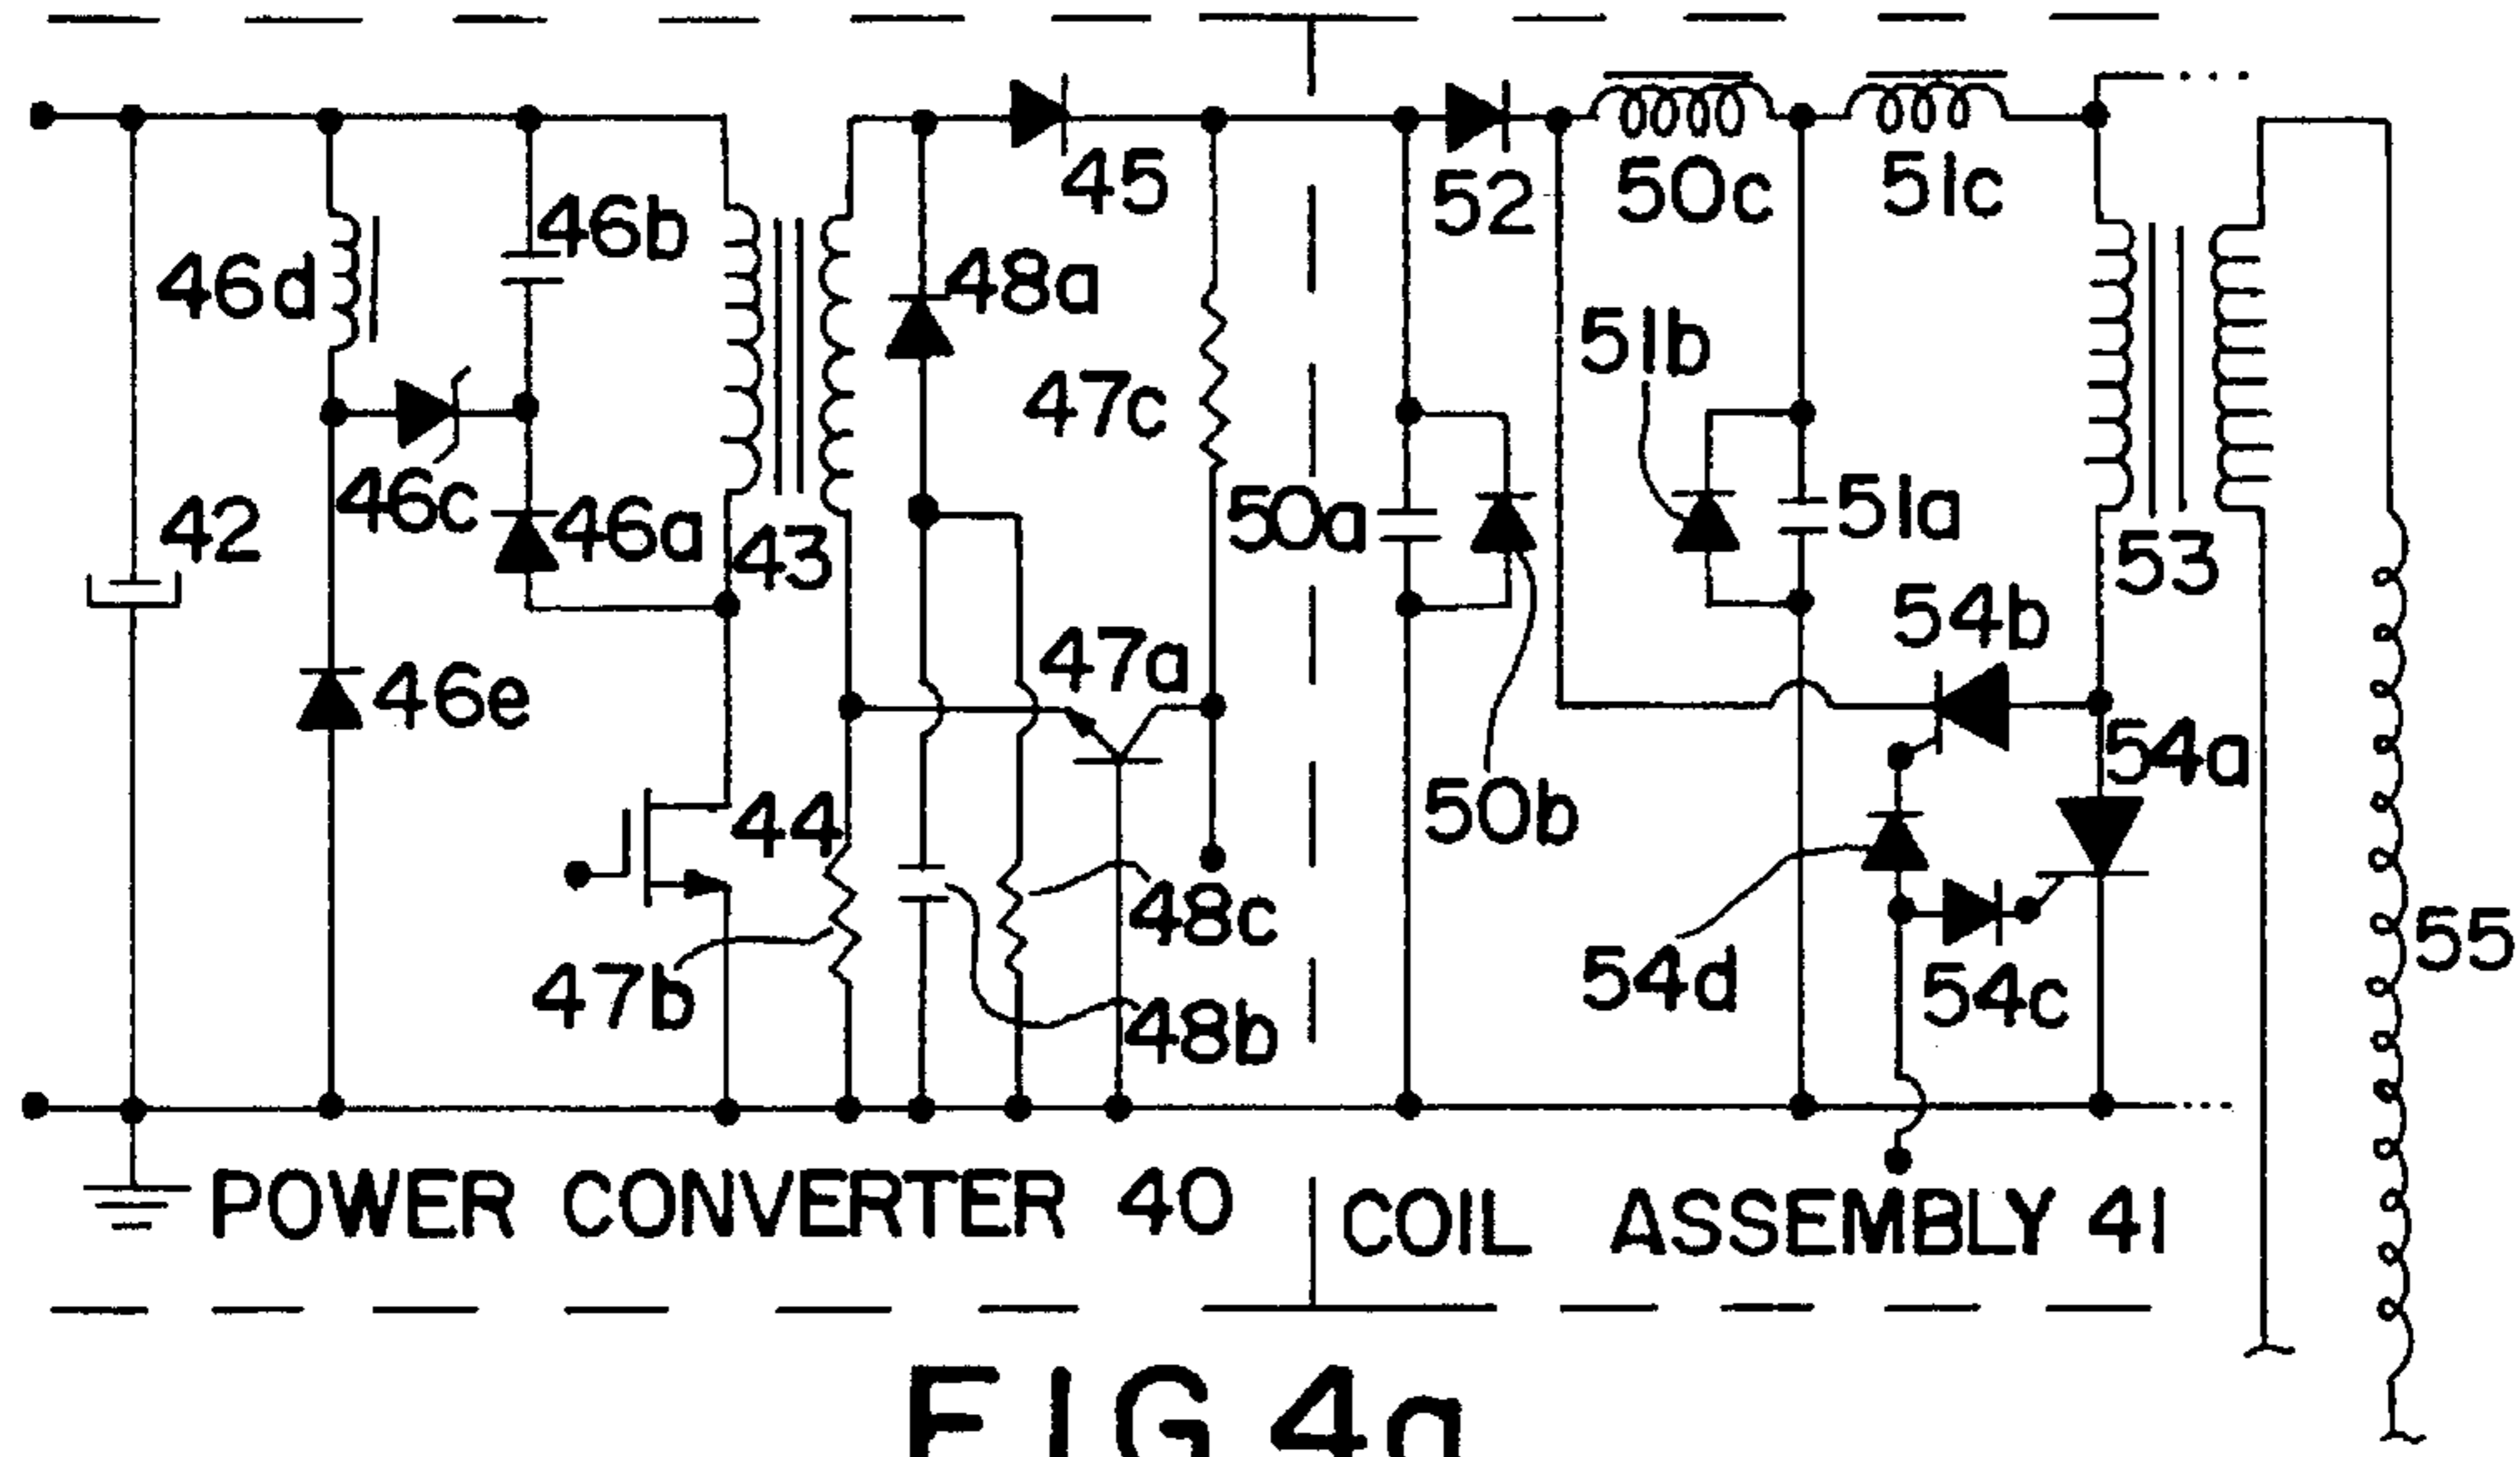 45
52
50c
51c
46b
46d
48a
51b
47c
46c
42
46a
43
50a
51a
53
54b
47a
46e
54a
44
50b
48c
55
47b
54d
54c
48b
POWER CONVERTER 40
COIL ASSEMBLY 41
FIG 4a